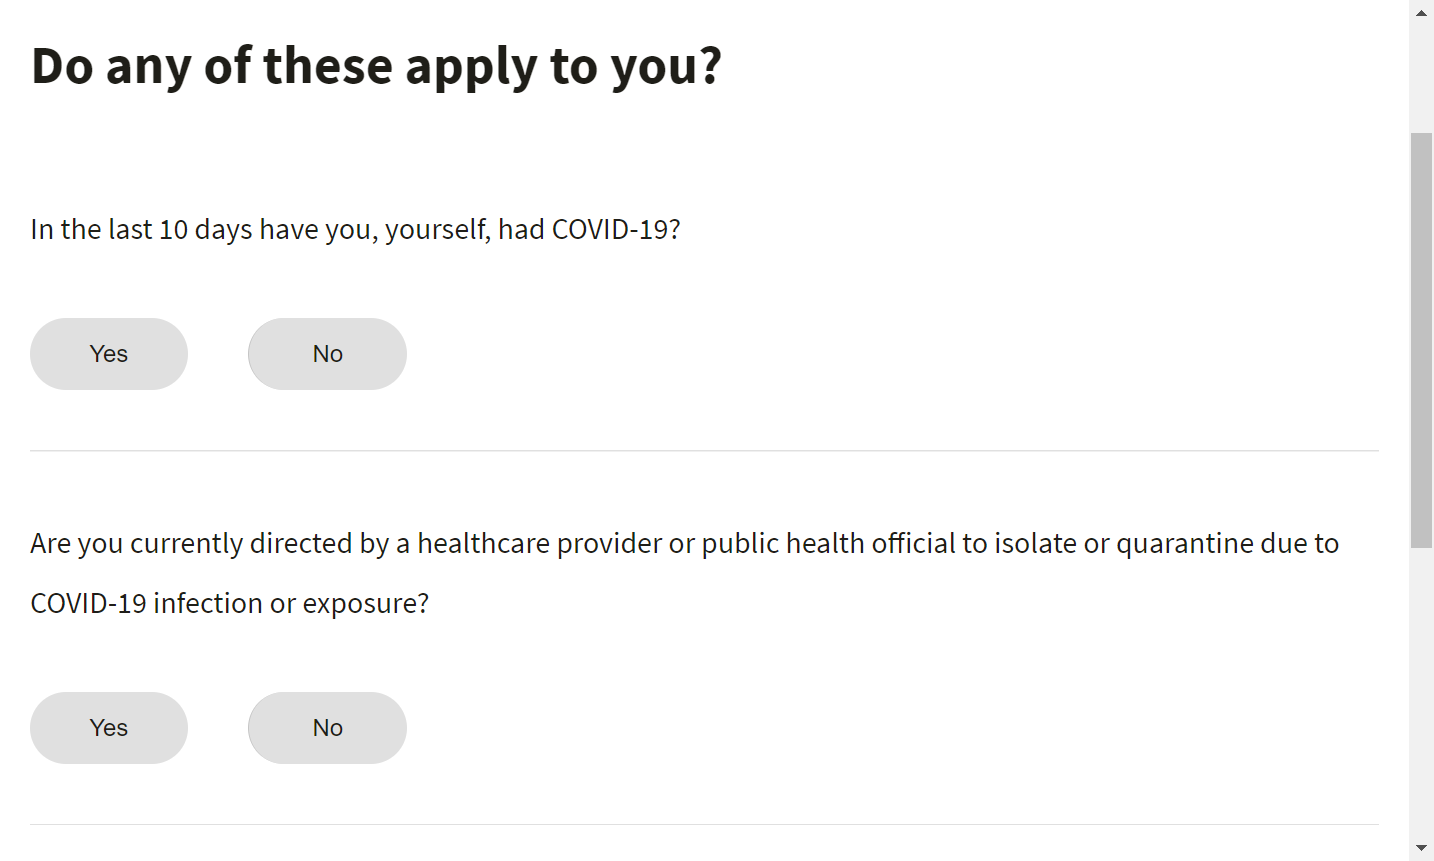 Do any of these apply to you?
In the last 10 days have you, yourself, had COVID-19?
Yes No
Are you currently directed by a healthcare provider or public health official to isolate or quarantine due to
COVID-19 infection or exposure?
Yes No